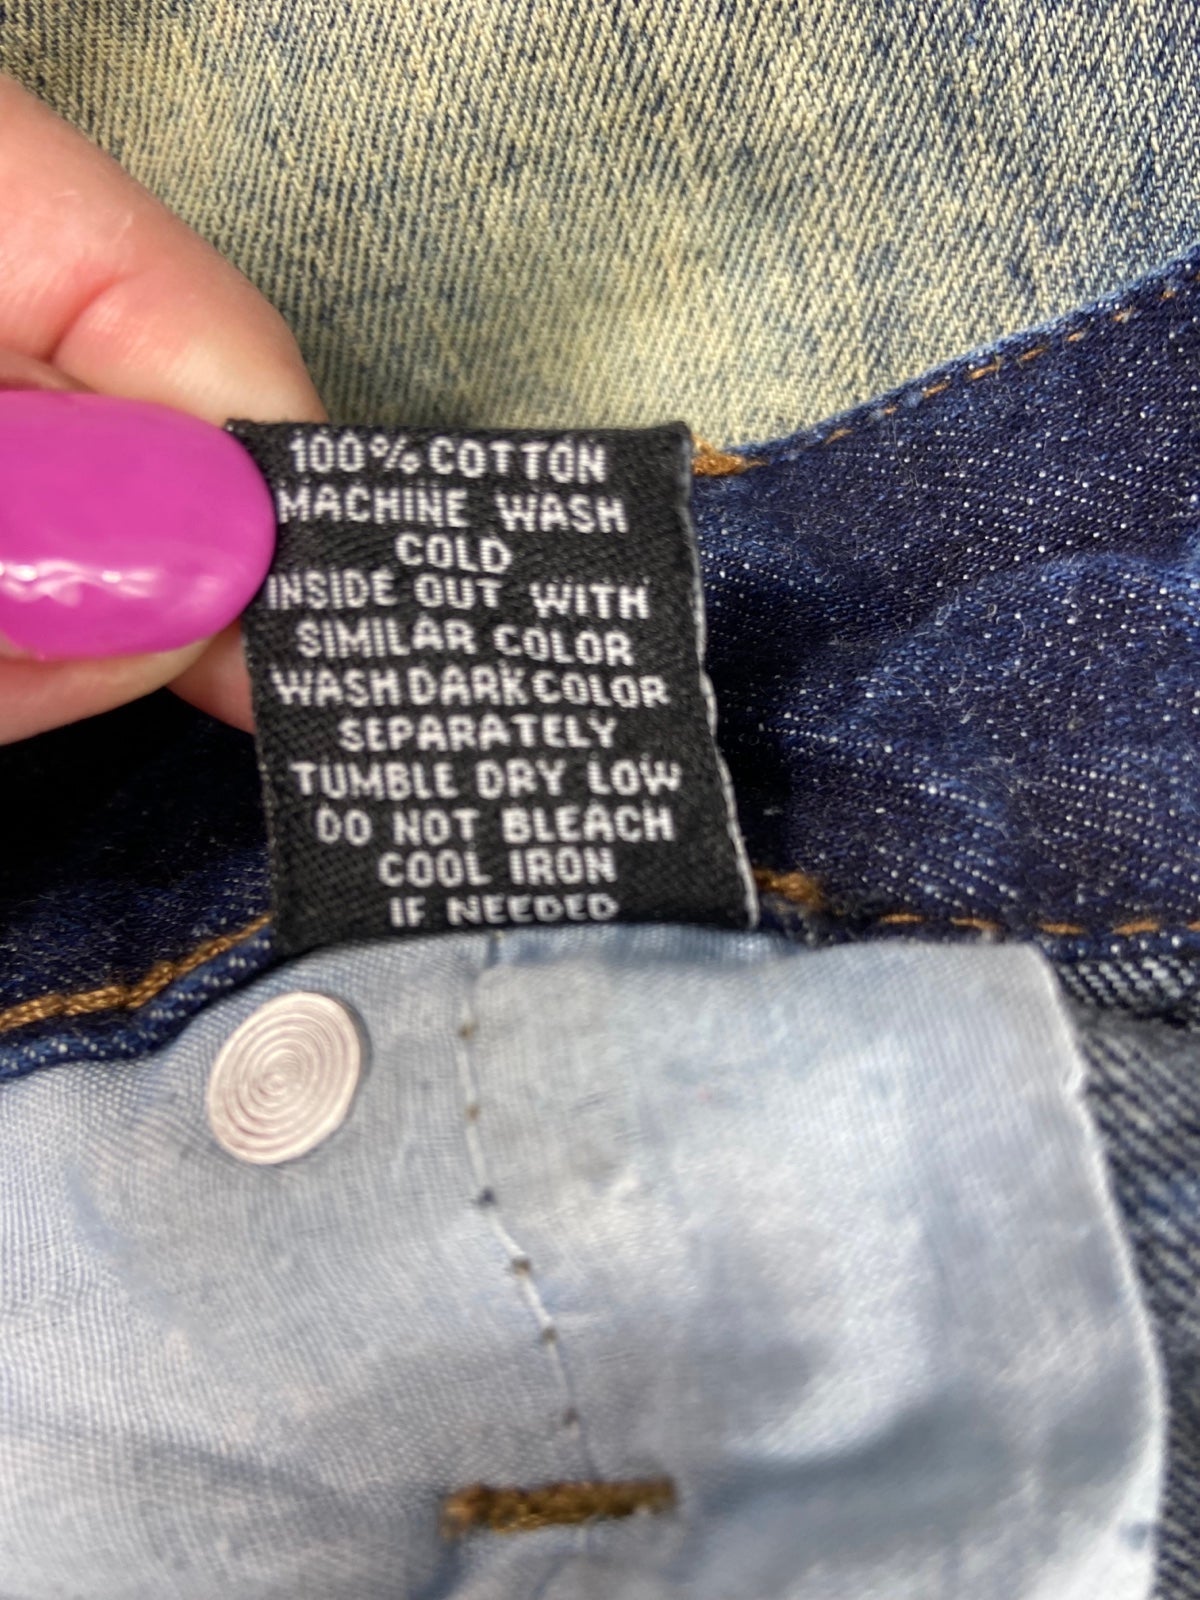 100% COTTON
MACHINE WASH
COLD
INSIDE OUT WITH
SIMILAR COLOR
WASH DARK COLOR
SEPARATELY
TUMBLE DRY LOW
DO NOT BLEACH
COOL IRON
IF NEEDED